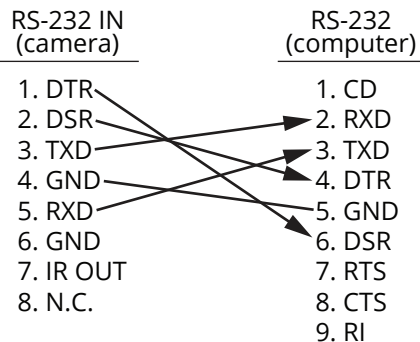 RS-232 IN
(camera)
1. DTR
2. DSR
3. TXD
4. GND
5. RXD
6. GND
7. IR OUT
8. N.C.
RS-232
(computer)
1. CD
2. RXD
3. TXD
4. DTR
5. GND
6. DSR
7. RTS
8. CTS
9. RI